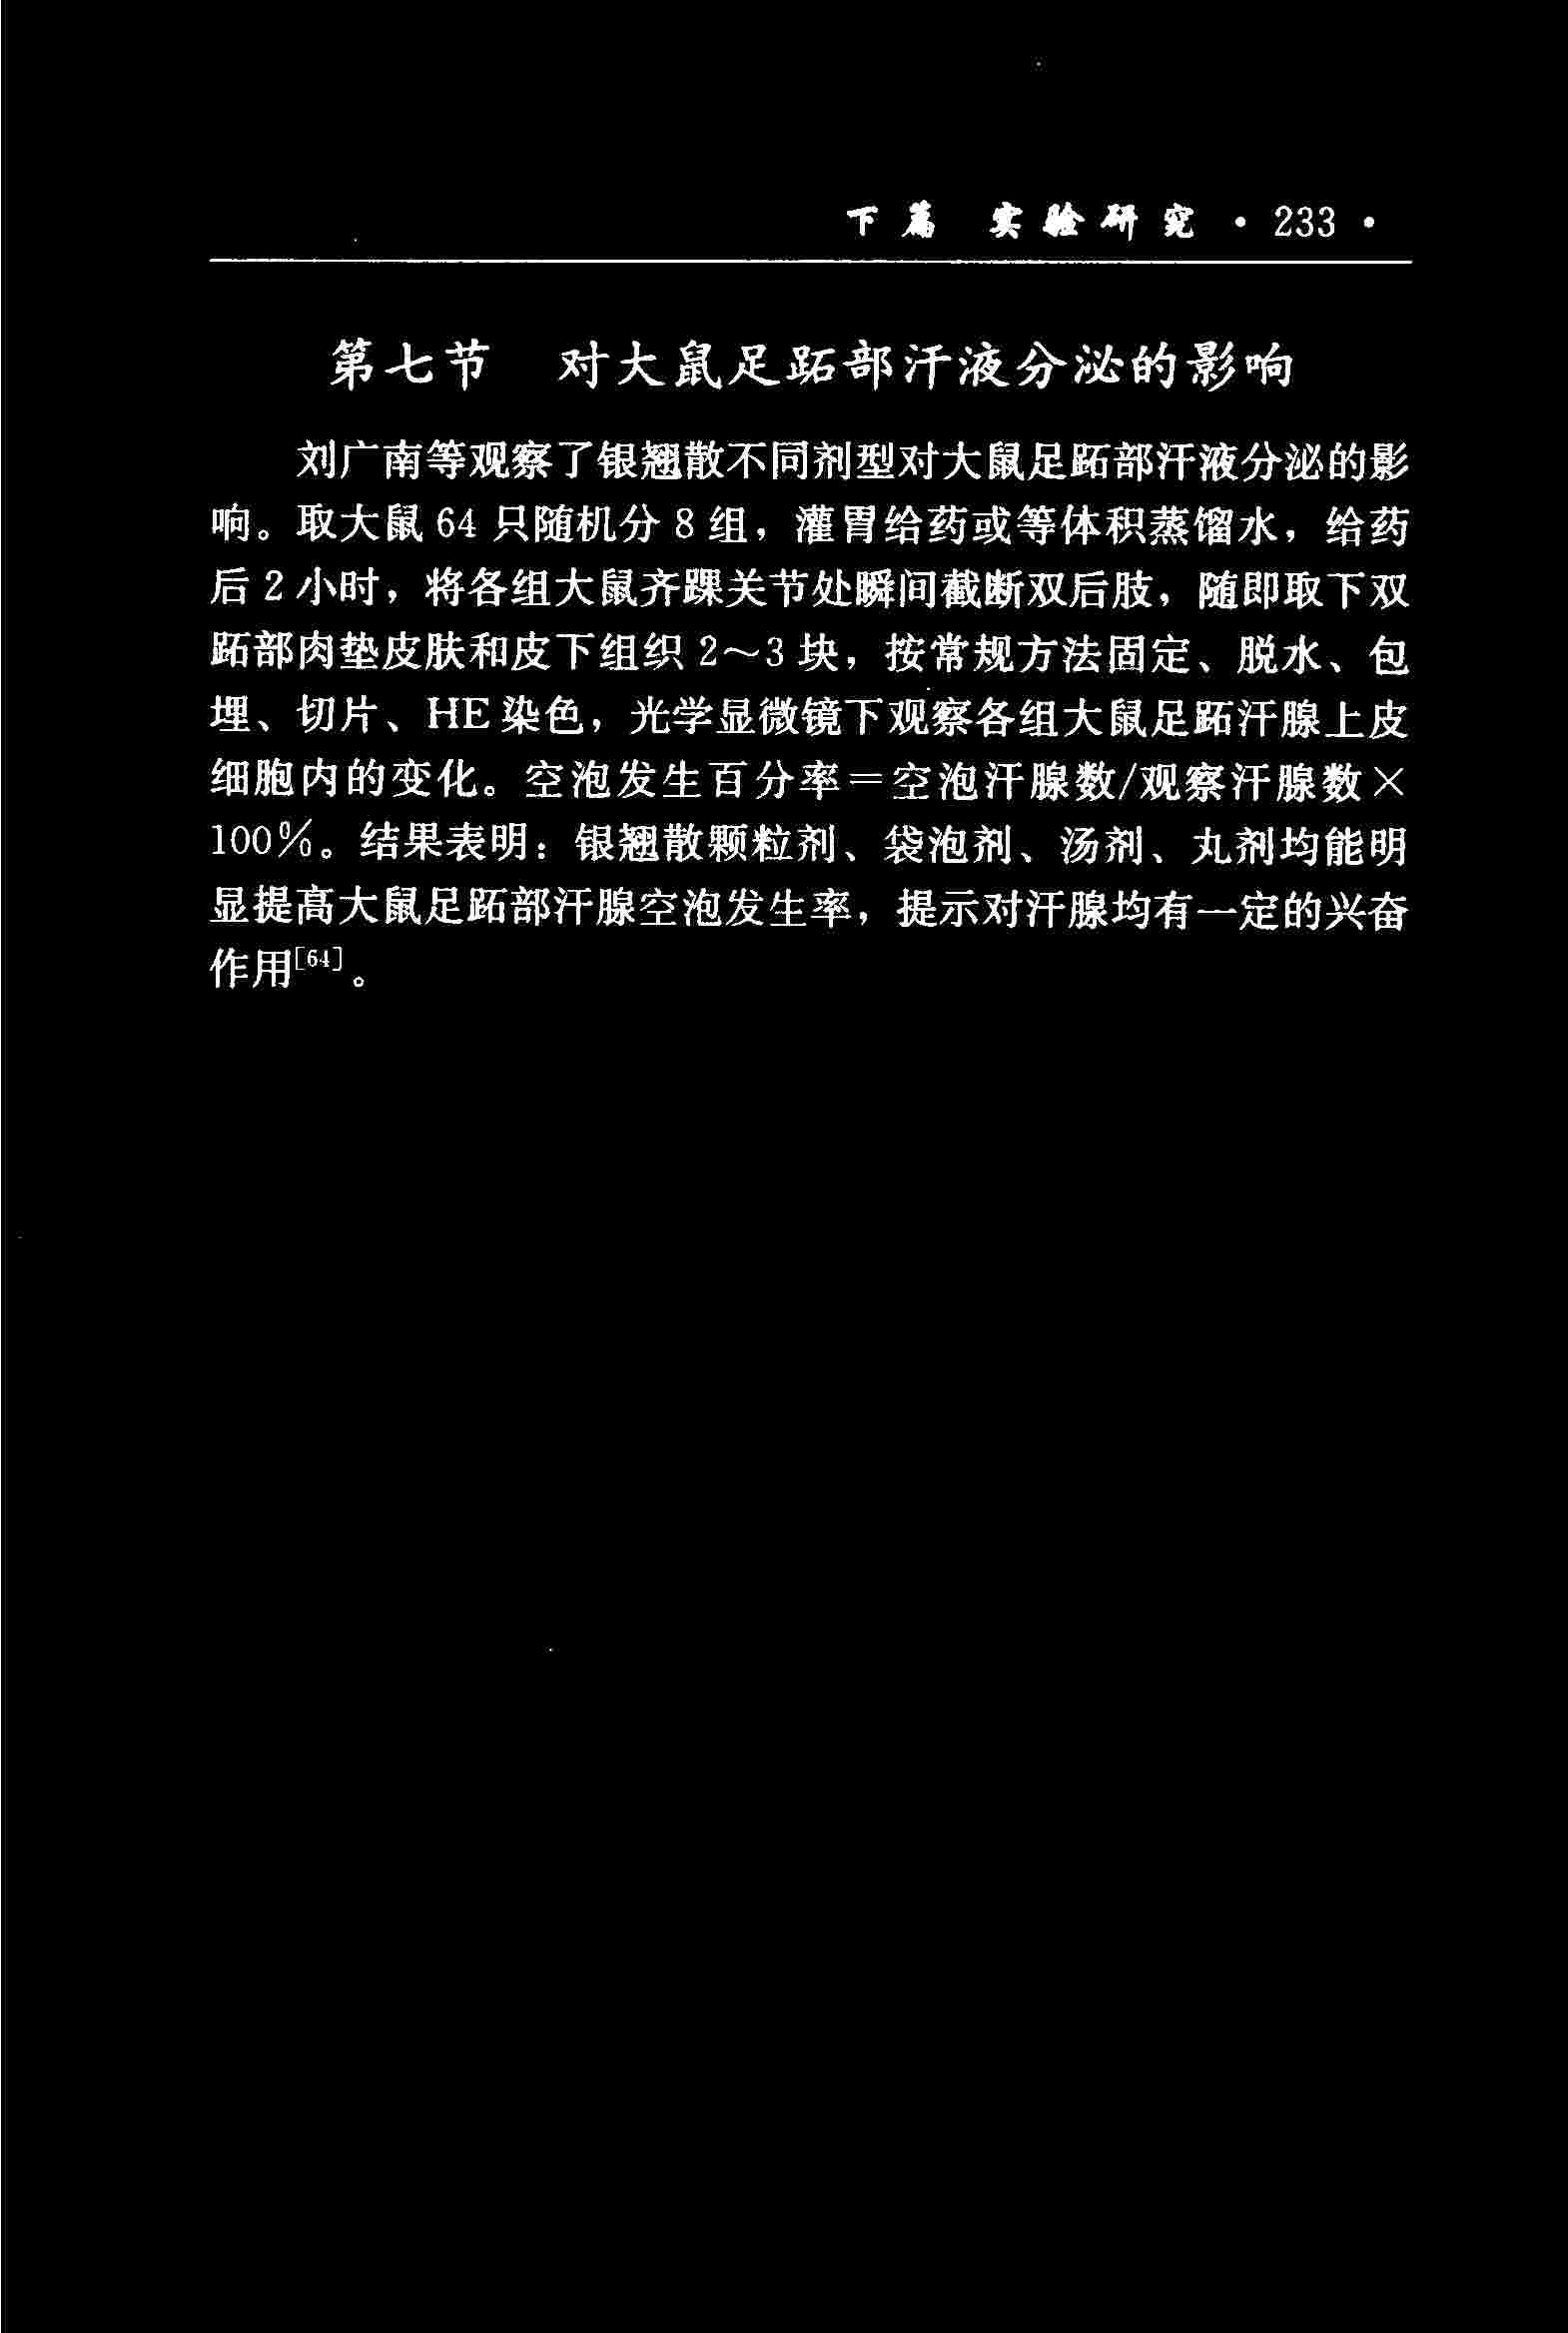 下篇 实验研究 · 233 ·
第七节 对大鼠足跖部汗液分泌的影响
刘广南等观察了银翘散不同剂型对大鼠足跖部汗液分泌的影
响。取大鼠 64 只随机分 8 组，灌胃给药或等体积蒸馏水，给药
后 2 小时，将各组大鼠齐踝关节处瞬间截断双后肢，随即取下双
跖部肉垫皮肤和皮下组织 2～3 块，按常规方法固定、脱水、包
埋、切片、HE 染色，光学显微镜下观察各组大鼠足跖汗腺上皮
细胞内的变化。空泡发生百分率＝空泡汗腺数/观察汗腺数×
100%。结果表明：银翘散颗粒剂、袋泡剂、汤剂、丸剂均能明
显提高大鼠足跖部汗腺空泡发生率，提示对汗腺均有一定的兴奋
作用[64]。